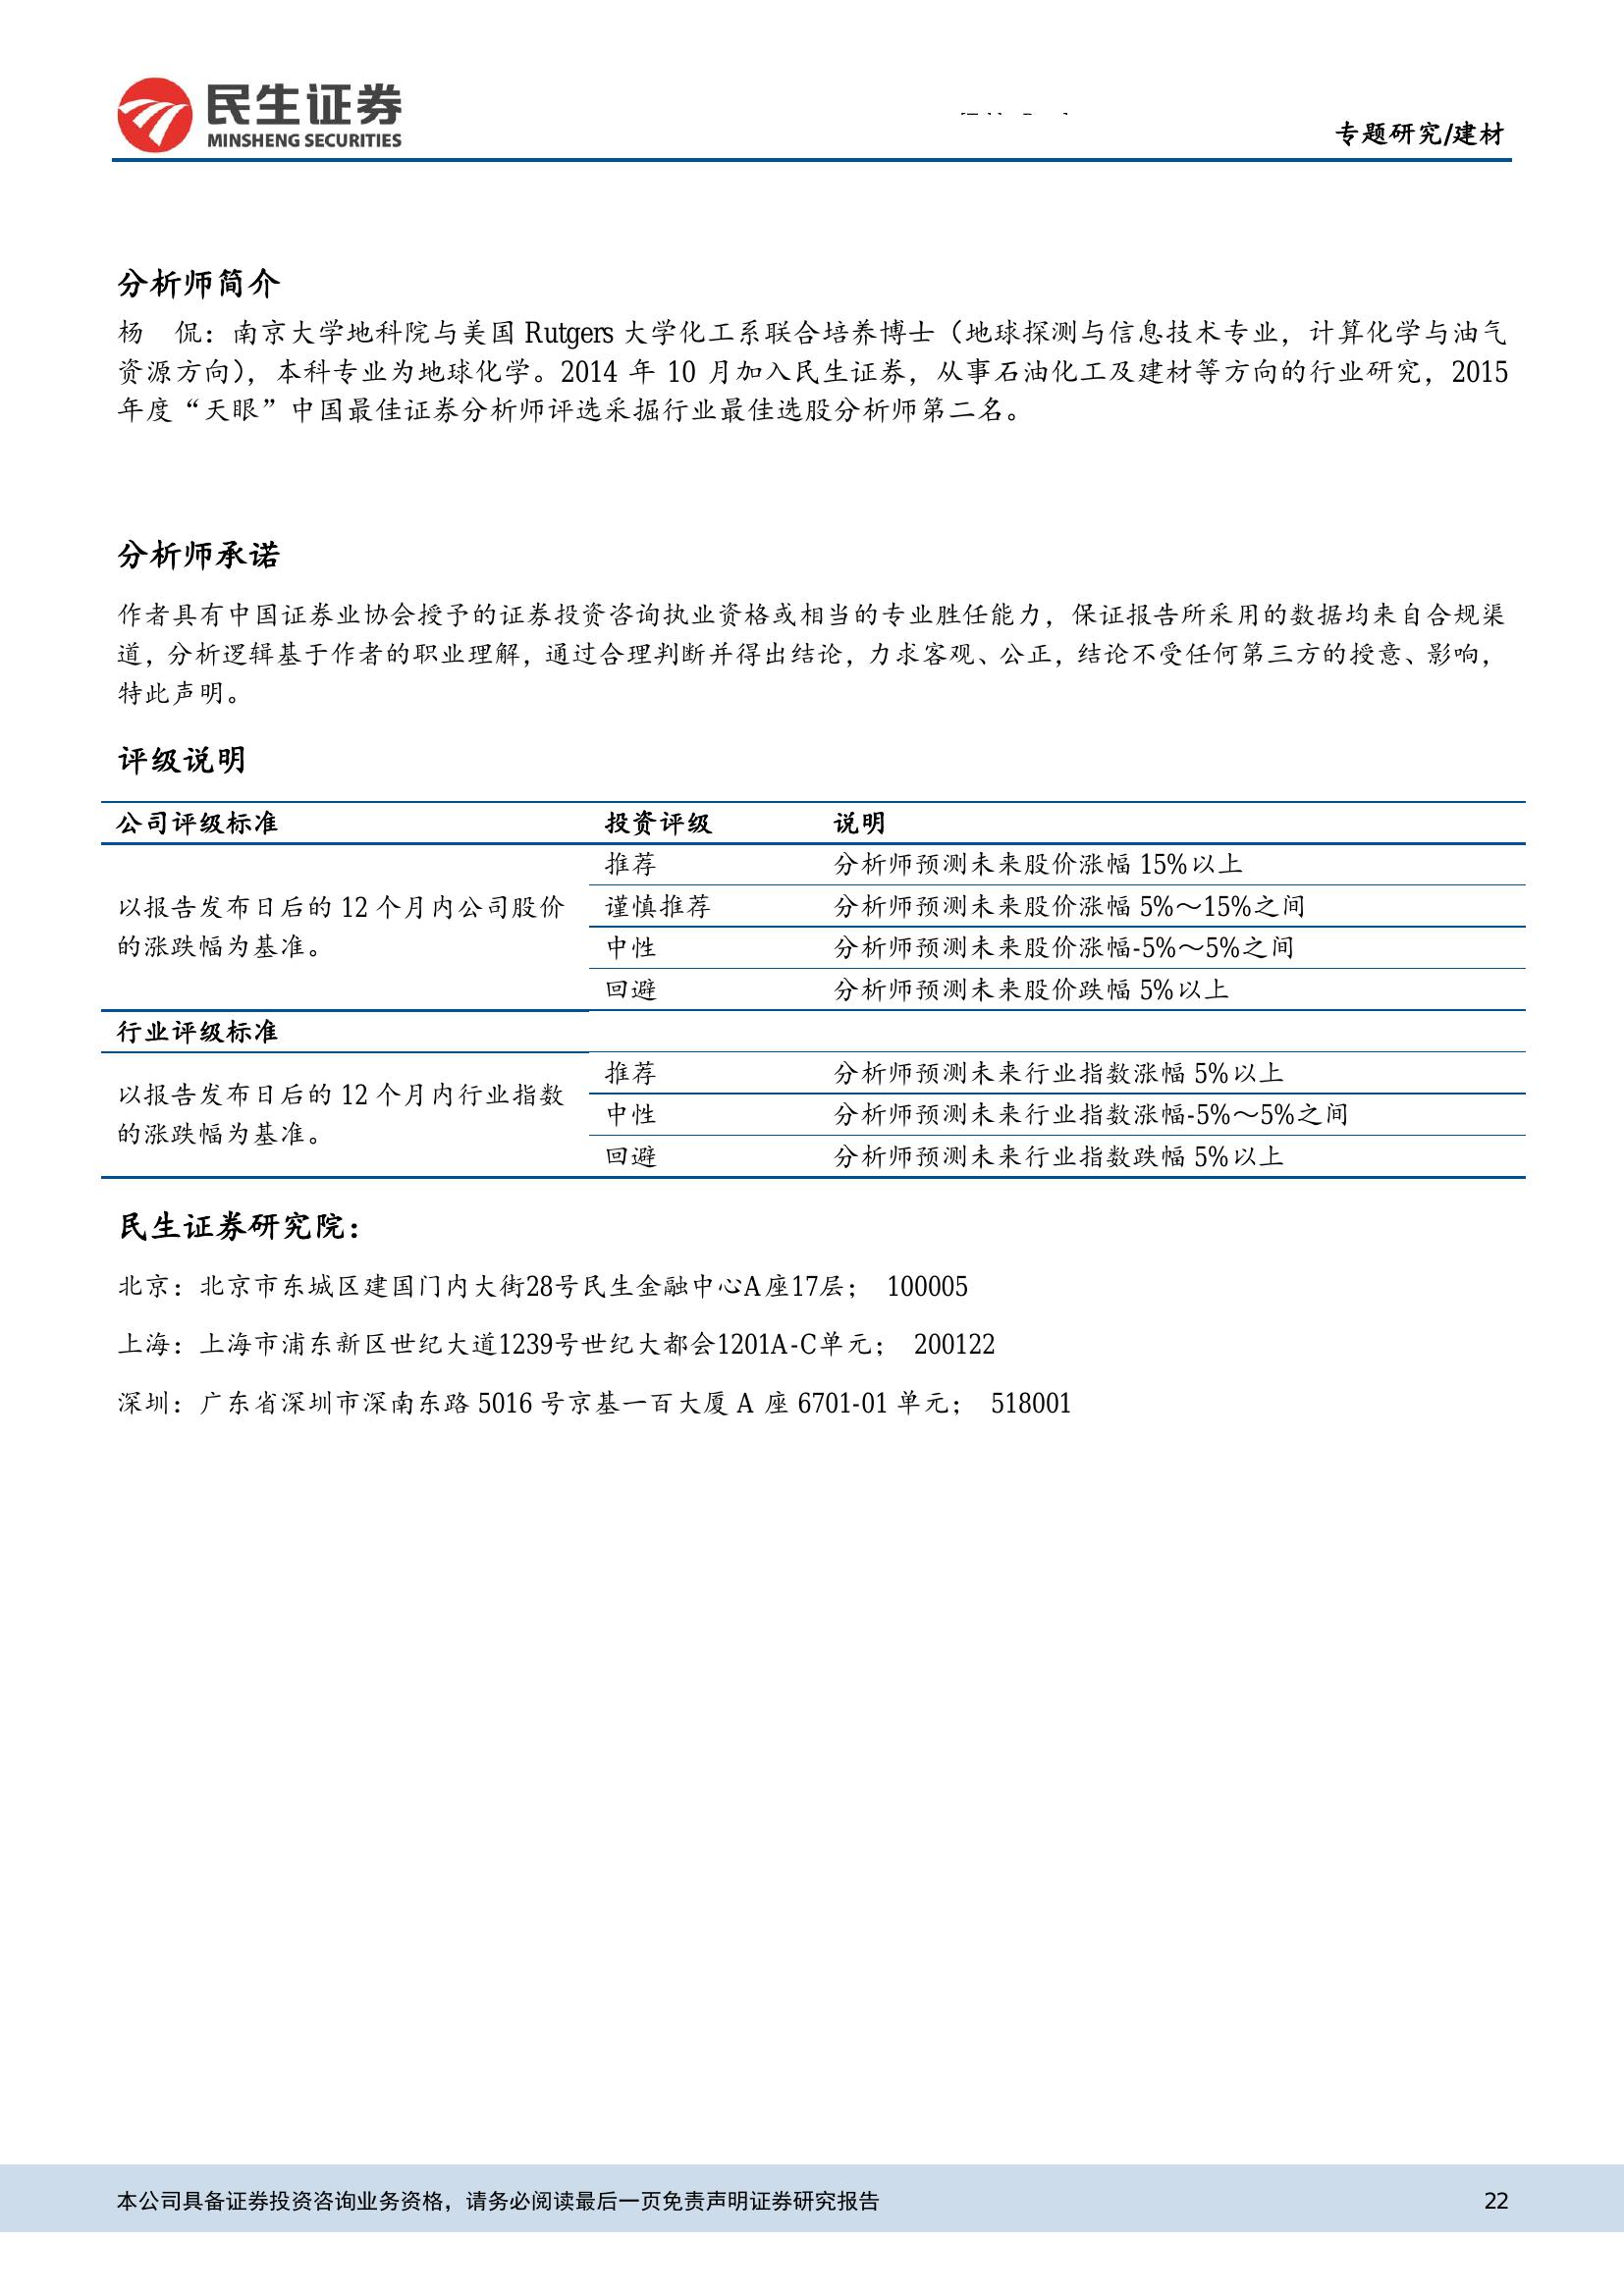 民生证券
MINSHENG SECURITIES
专题研究/建材
分析师简介
杨　侃：南京大学地科院与美国 Rutgers 大学化工系联合培养博士（地球探测与信息技术专业，计算化学与油气
资源方向），本科专业为地球化学。2014 年 10 月加入民生证券，从事石油化工及建材等方向的行业研究，2015
年度“天眼”中国最佳证券分析师评选采掘行业最佳选股分析师第二名。
分析师承诺
作者具有中国证券业协会授予的证券投资咨询执业资格或相当的专业胜任能力，保证报告所采用的数据均来自合规渠
道，分析逻辑基于作者的职业理解，通过合理判断并得出结论，力求客观、公正，结论不受任何第三方的授意、影响，
特此声明。
评级说明
公司评级标准 投资评级 说明
以报告发布日后的 12 个月内公司股价
的涨跌幅为基准。
推荐 分析师预测未来股价涨幅 15%以上
谨慎推荐 分析师预测未来股价涨幅 5%～15%之间
中性 分析师预测未来股价涨幅-5%～5%之间
回避 分析师预测未来股价跌幅 5%以上
行业评级标准
以报告发布日后的 12 个月内行业指数
的涨跌幅为基准。
推荐 分析师预测未来行业指数涨幅 5%以上
中性 分析师预测未来行业指数涨幅-5%～5%之间
回避 分析师预测未来行业指数跌幅 5%以上
民生证券研究院：
北京：北京市东城区建国门内大街28号民生金融中心A座17层； 100005
上海：上海市浦东新区世纪大道1239号世纪大都会1201A-C单元； 200122
深圳：广东省深圳市深南东路 5016 号京基一百大厦 A 座 6701-01 单元； 518001
本公司具备证券投资咨询业务资格，请务必阅读最后一页免责声明证券研究报告 22